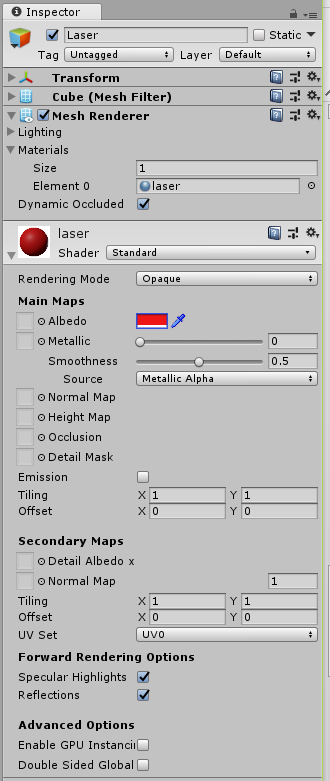 Inspector
Laser Static
Tag Untagged Layer Default
Transform
Cube (Mesh Filter)
Mesh Renderer
Lighting
Materials
Size 1
Element 0 laser
Dynamic Occluded
laser
Shader Standard
Rendering Mode Opaque
Main Maps
Albedo
Metallic 0
Smoothness 0.5
Source Metallic Alpha
Normal Map
Height Map
Occlusion
Detail Mask
Emission
Tiling X 1 Y 1
Offset X 0 Y 0
Secondary Maps
Detail Albedo x
Normal Map 1
Tiling X 1 Y 1
Offset X 0 Y 0
UV Set UV0
Forward Rendering Options
Specular Highlights
Reflections
Advanced Options
Enable GPU Instancin
Double Sided Global